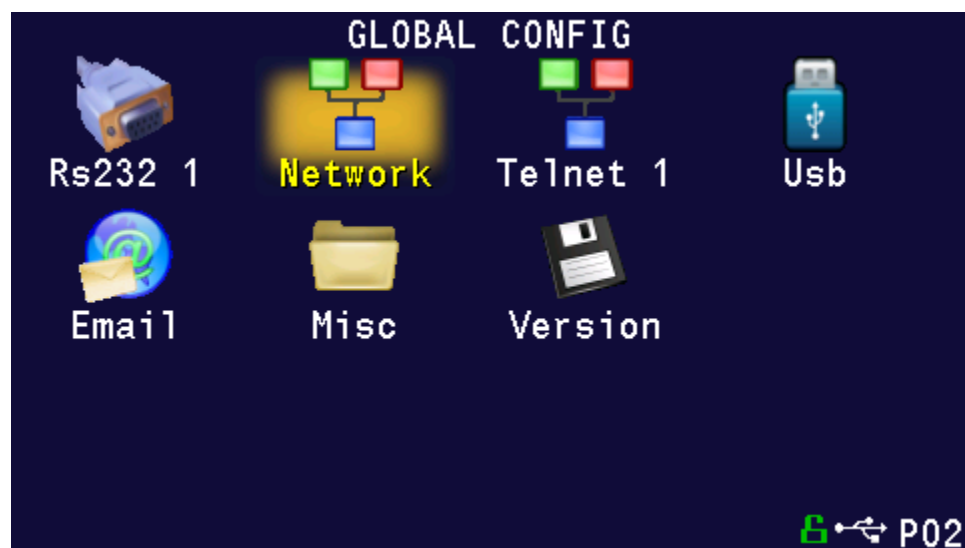 GLOBAL CONFIG
Rs232 1 Network Telnet 1 Usb
Email Misc Version
P02